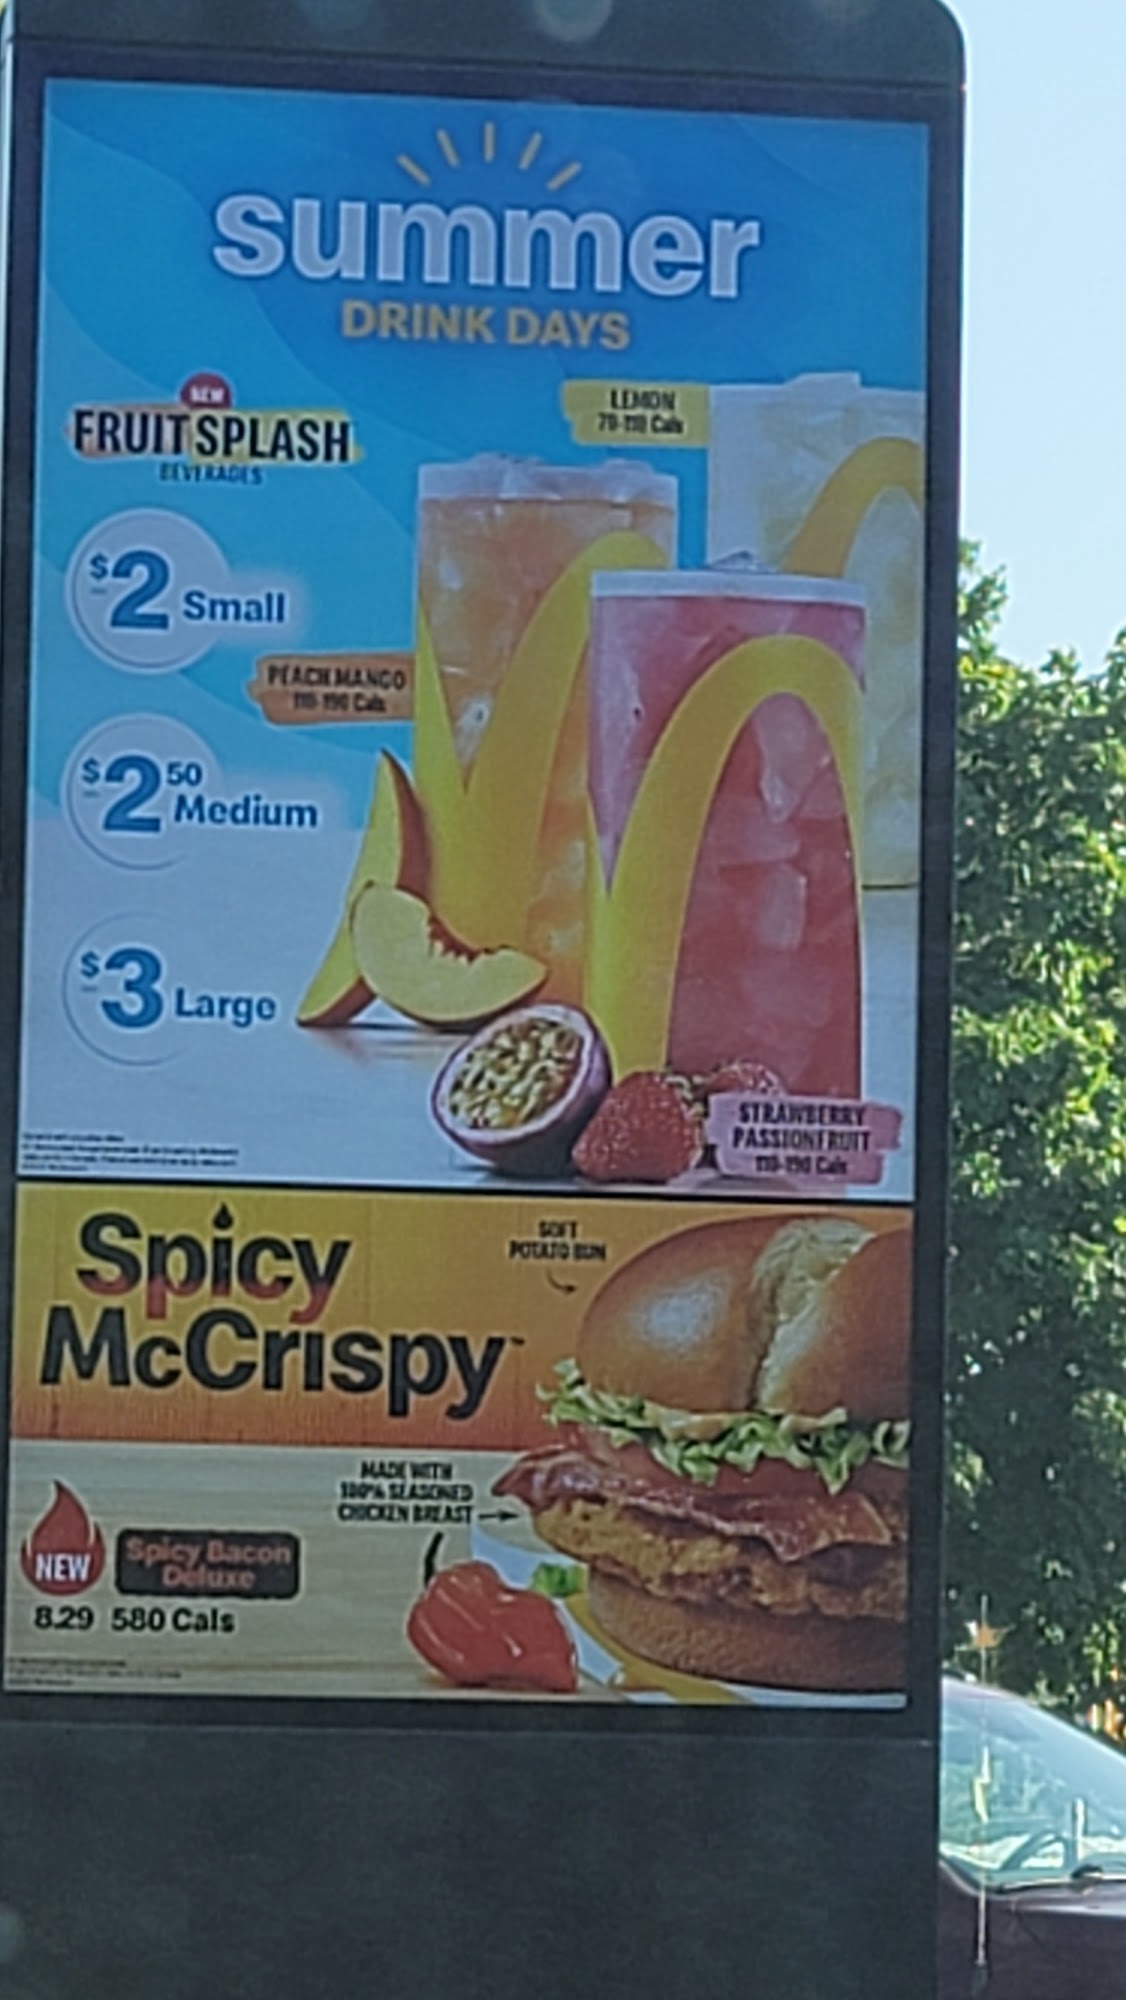 summer
DRINK DAYS
NEW
FRUIT SPLASH
BEVERAGES
LEMON
70-110 Cals
$2 Small
PEACH MANGO
110-190 Cals
$2 50
Medium
$3 Large
STRAWBERRY
PASSIONFRUIT
110-190 Cals
Spicy
McCrispy™
SOFT
POTATO BUN
MADE WITH
100% SEASONED
CHICKEN BREAST
NEW
Spicy Bacon
Deluxe
8.29 580 Cals